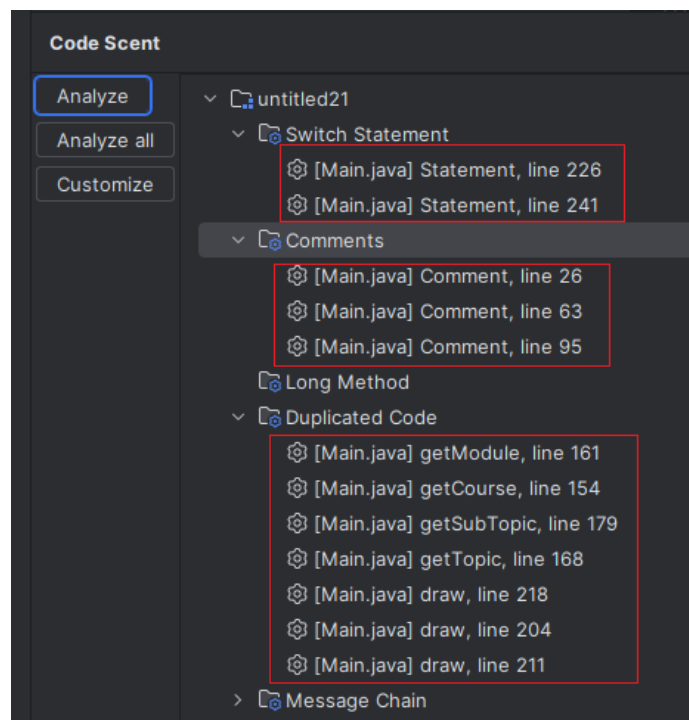 Code Scent
Analyze
Analyze all
Customize
untitled21
Switch Statement
[Main.java] Statement, line 226
[Main.java] Statement, line 241
Comments
[Main.java] Comment, line 26
[Main.java] Comment, line 63
[Main.java] Comment, line 95
Long Method
Duplicated Code
[Main.java] getModule, line 161
[Main.java] getCourse, line 154
[Main.java] getSubTopic, line 179
[Main.java] getTopic, line 168
[Main.java] draw, line 218
[Main.java] draw, line 204
[Main.java] draw, line 211
Message Chain